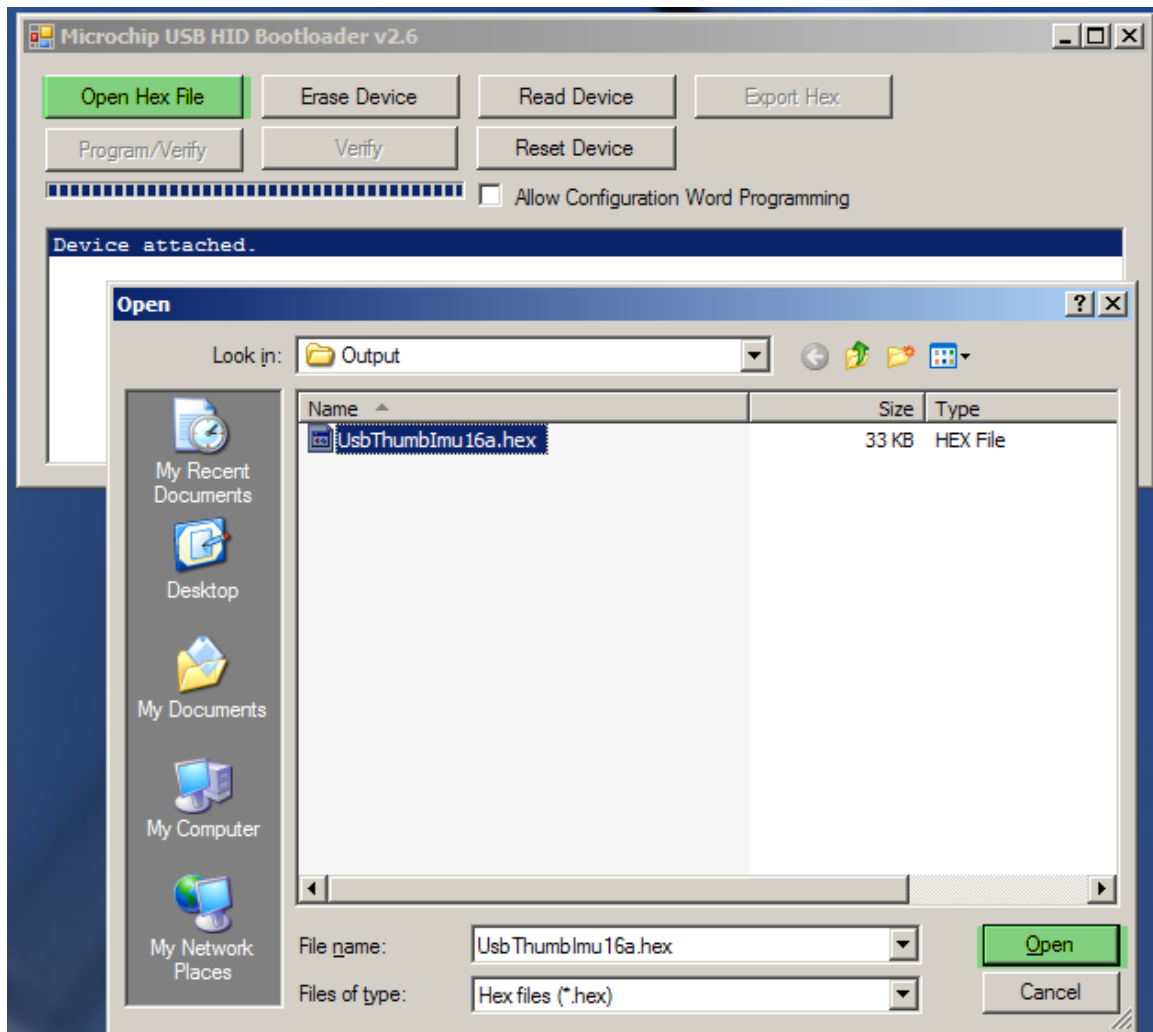 Microchip USB HID Bootloader v2.6
Open Hex File Erase Device Read Device Export Hex
Program/Verify Verify Reset Device
Allow Configuration Word Programming
Device attached.
Open
Look in: Output
Name Size Type
UsbThumbImu16a.hex 33 KB HEX File
My Recent
Documents
Desktop
My Documents
My Computer
My Network
Places
File name: UsbThumbImu16a.hex Open
Files of type: Hex files (*.hex) Cancel